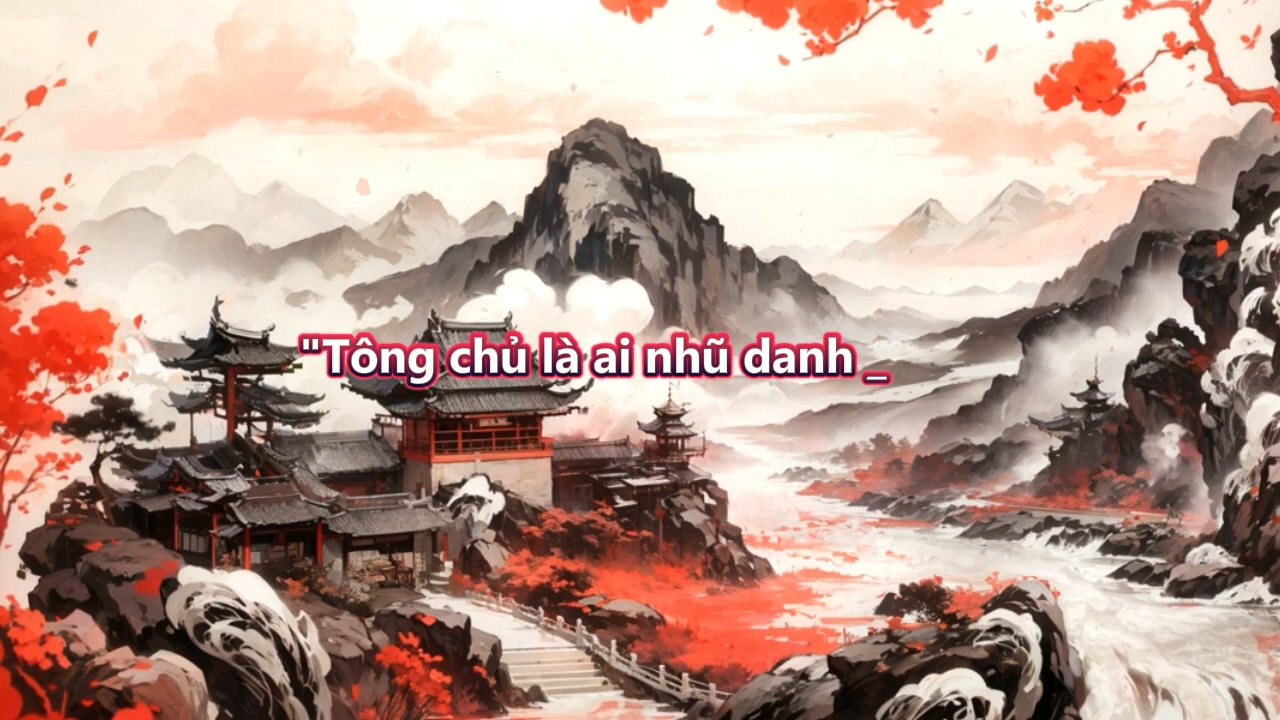 "Tông chủ là ai nhũ danh _